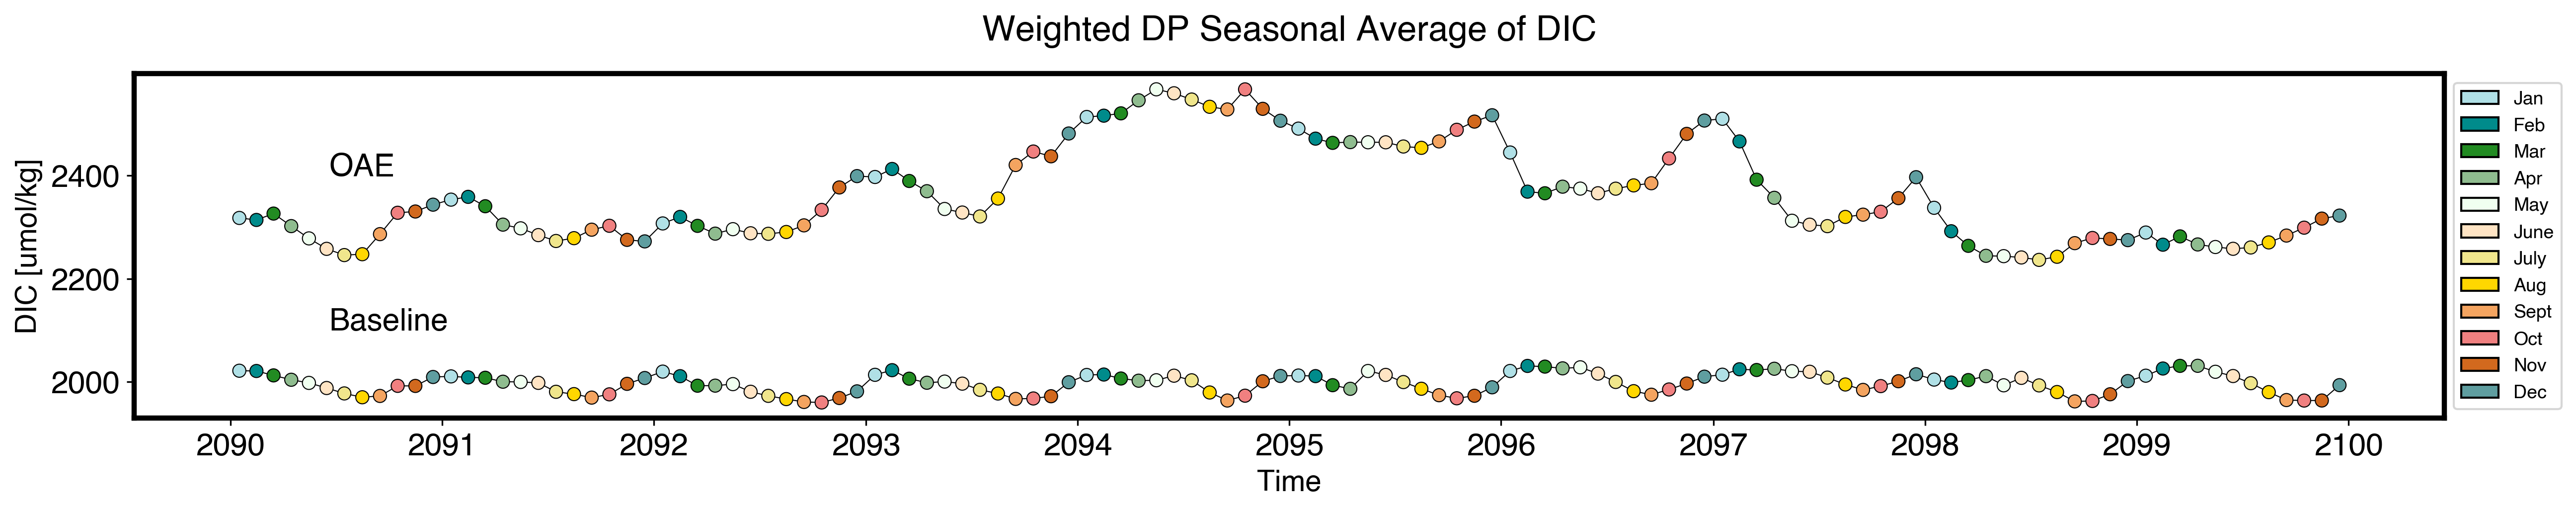 Weighted DP Seasonal Average of DIC
DIC [umol/kg]
2400
2200
2000
OAE
Baseline
2090 2091 2092 2093 2094 2095 2096 2097 2098 2099 2100
Time
Jan
Feb
Mar
Apr
May
June
July
Aug
Sept
Oct
Nov
Dec